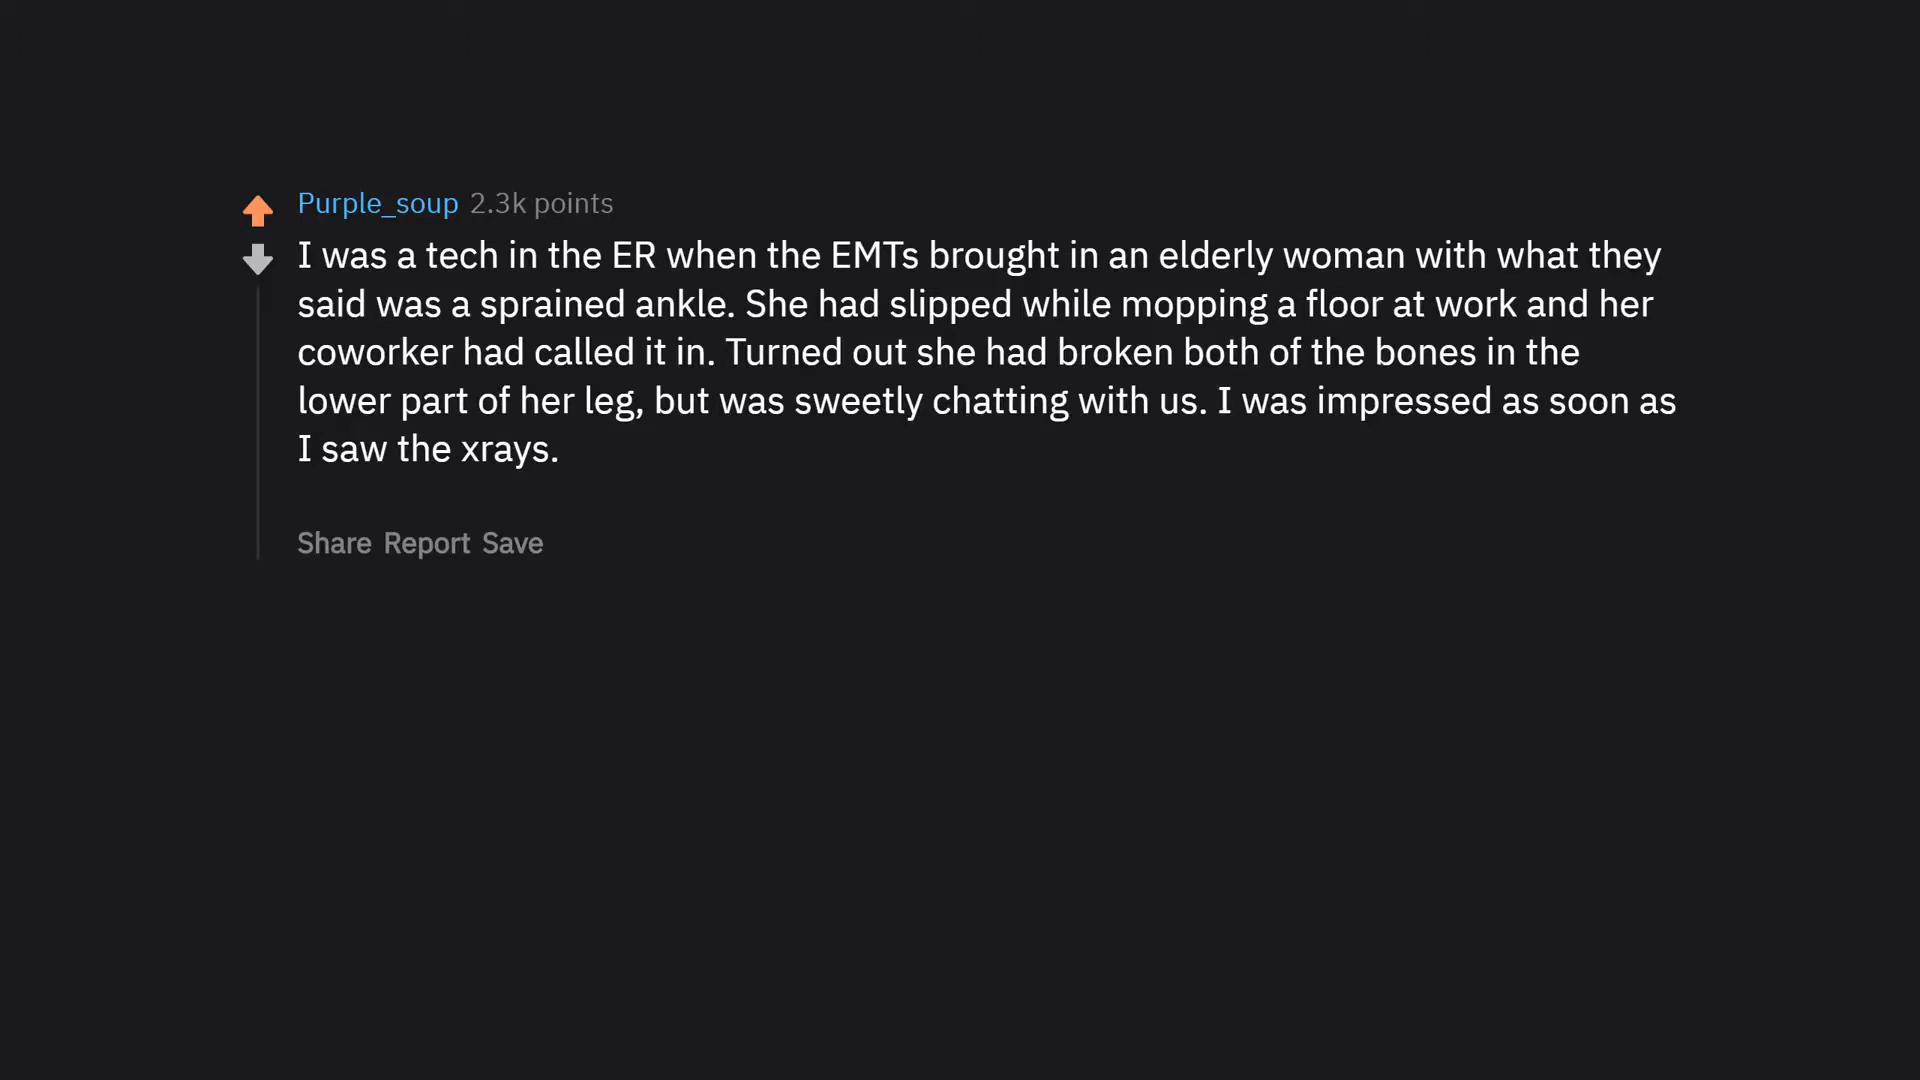 Purple_soup 2.3k points
I was a tech in the ER when the EMTs brought in an elderly woman with what they
said was a sprained ankle. She had slipped while mopping a floor at work and her
coworker had called it in. Turned out she had broken both of the bones in the
lower part of her leg, but was sweetly chatting with us. I was impressed as soon as
I saw the xrays.
Share Report Save